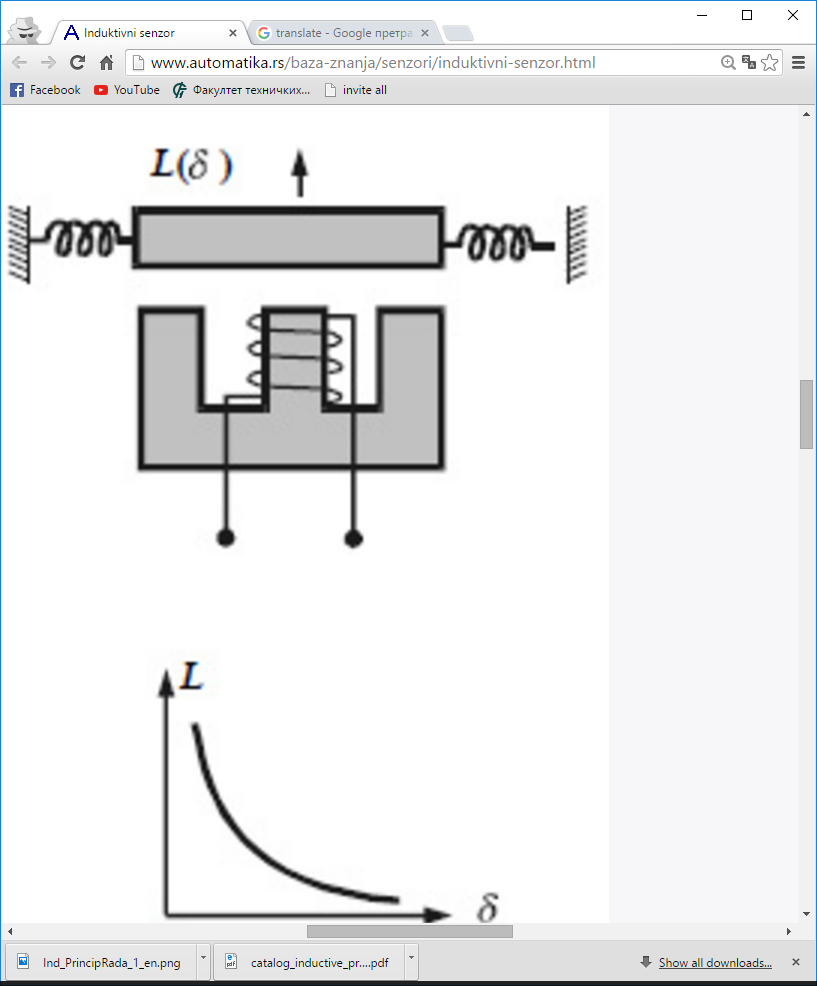 Induktivni senzor
translate - Google претра
www.automatika.rs/baza-znanja/senzori/induktivni-senzor.html
Facebook
YouTube
Факултет техничких...
invite all
L(δ )
L
δ
Ind_PrincipRada_1_en.png
catalog_inductive_pr....pdf
Show all downloads...